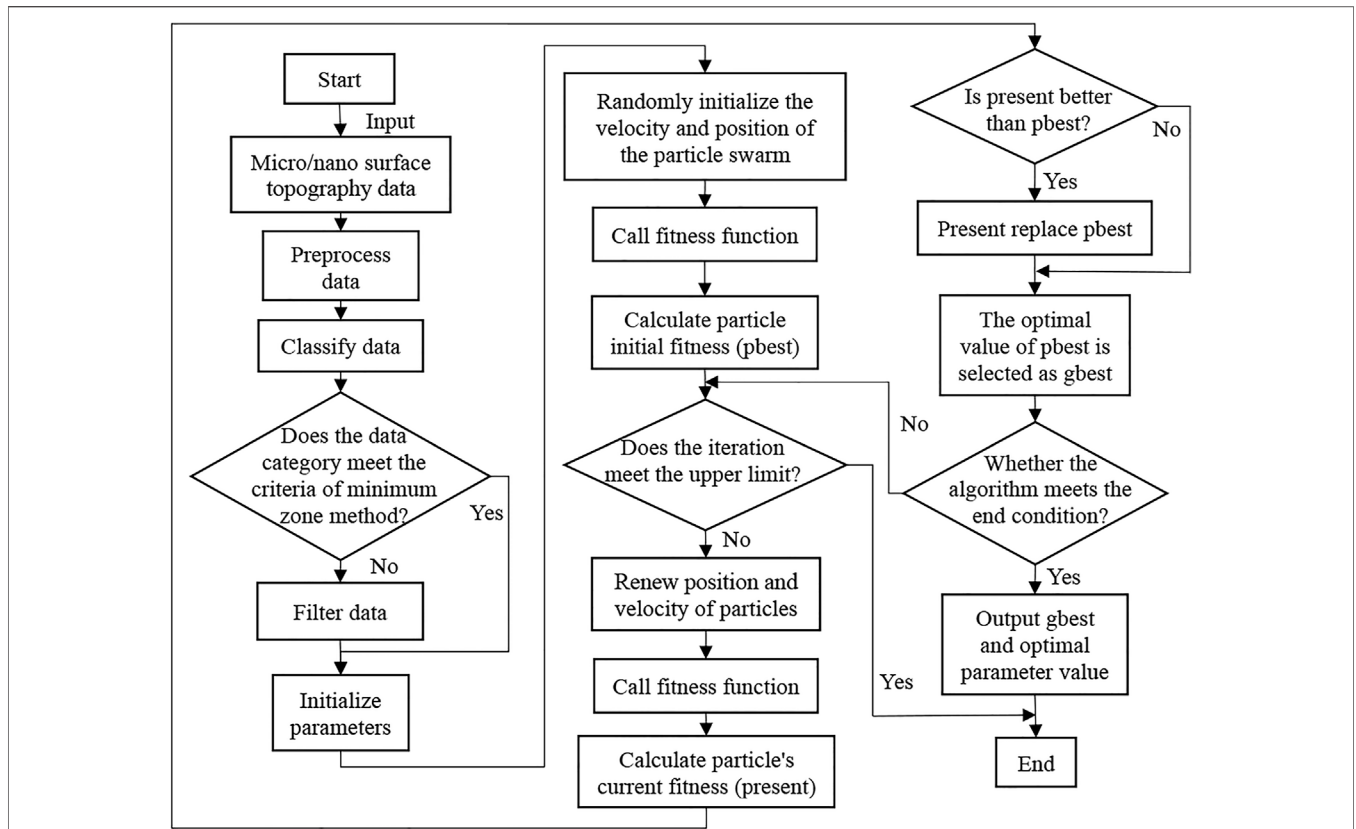 Start
Input
Micro/nano surface
topography data
Preprocess
data
Classify data
Does the data
category meet the
criteria of minimum
zone method?
Yes
No
Filter data
Initialize
parameters
Randomly initialize the
velocity and position of
the particle swarm
Call fitness function
Calculate particle
initial fitness (pbest)
Does the iteration
meet the upper limit?
No
Yes
Renew position and
velocity of particles
Call fitness function
Calculate particle's
current fitness (present)
Is present better
than pbest?
No
Yes
Present replace pbest
The optimal
value of pbest is
selected as gbest
No
Whether the
algorithm meets the
end condition?
Yes
Output gbest
and optimal
parameter value
End